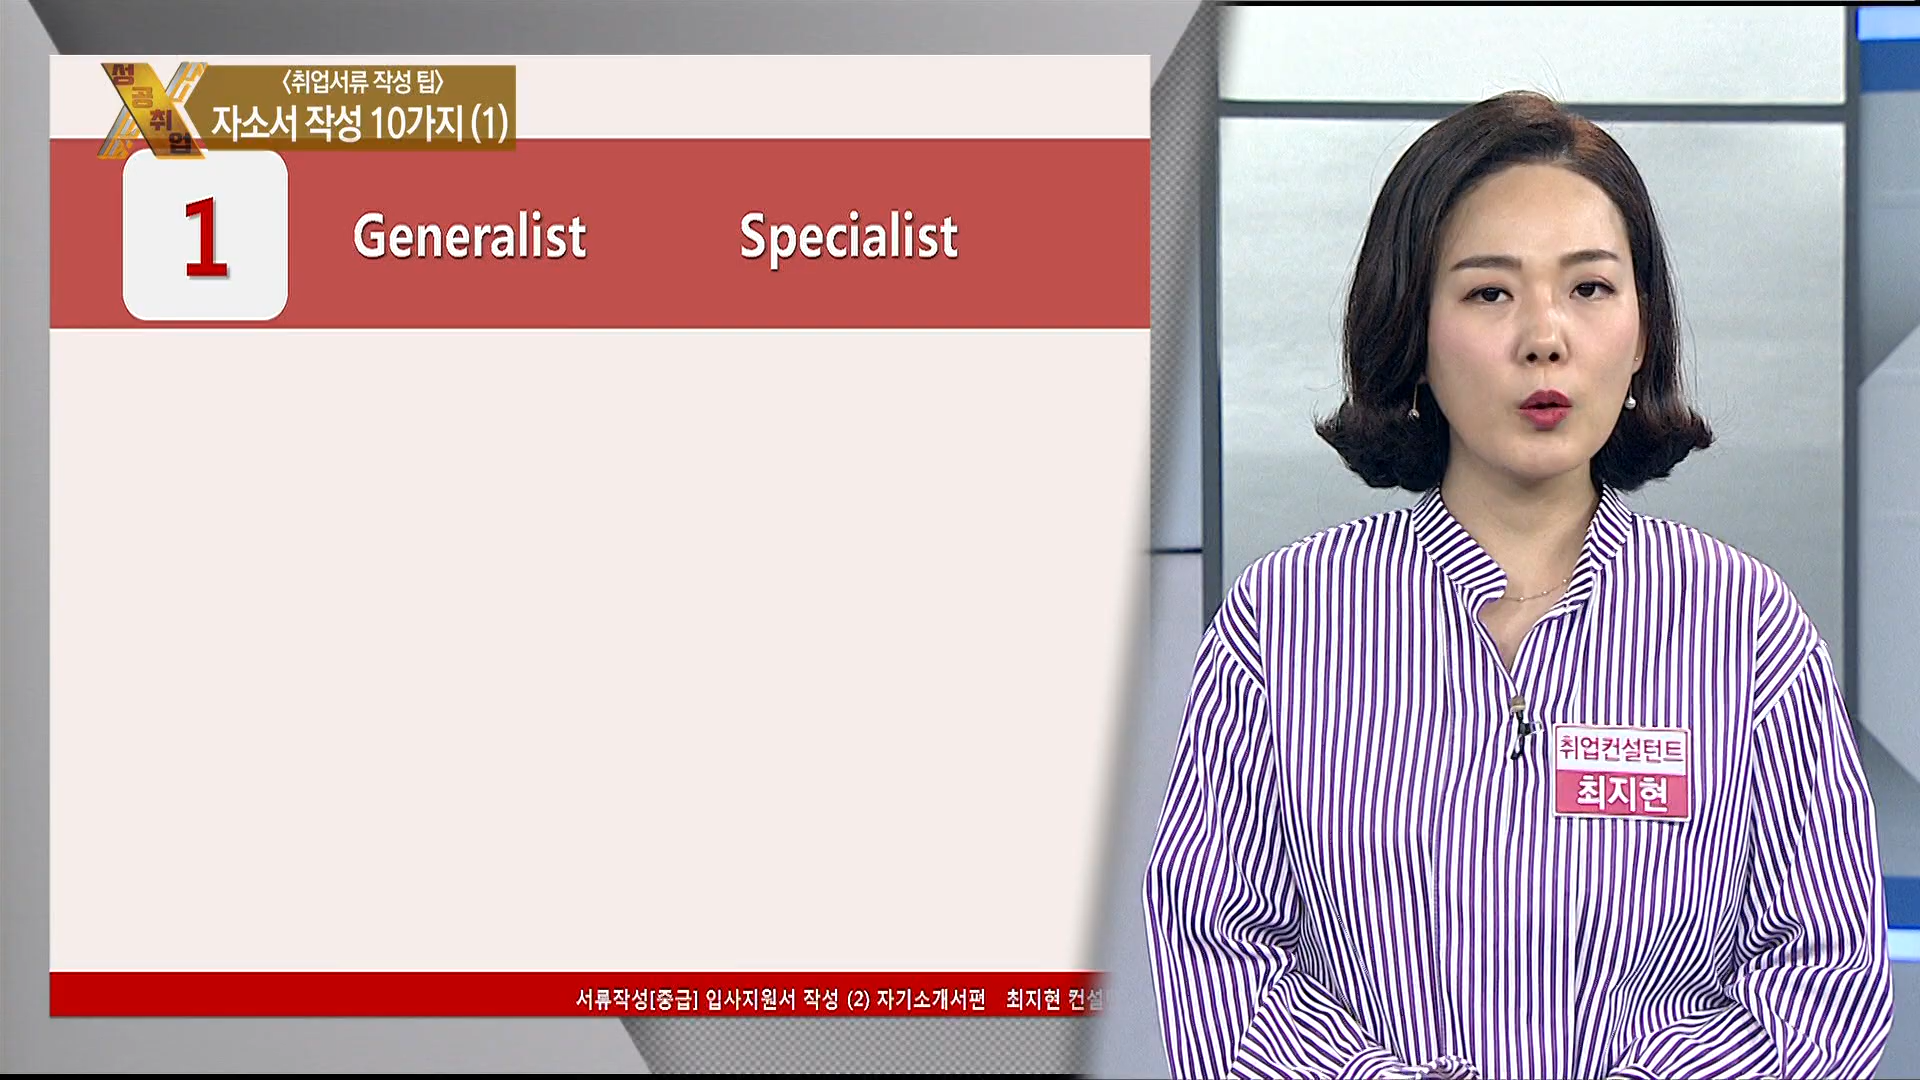 성공취업
<취업서류 작성 팁>
자소서 작성 10가지 (1)
1
Generalist Specialist
취업컨설턴트
최지현
서류작성[중급] 입사지원서 작성 (2) 자기소개서편 최지현 컨설